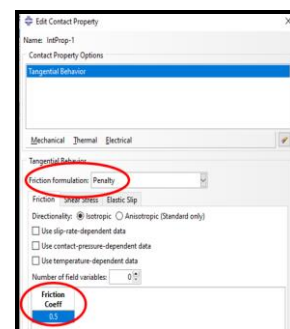 Edit Contact Property
Name: IntProp-1
Contact Property Options
Tangential Behavior
Mechanical Thermal Electrical
Tangential Behavior
Friction formulation: Penalty
Friction Shear Stress Elastic Slip
Directionality: Isotropic Anisotropic (Standard only)
Use slip-rate-dependent data
Use contact-pressure-dependent data
Use temperature-dependent data
Number of field variables: 0
Friction
Coeff
0.5